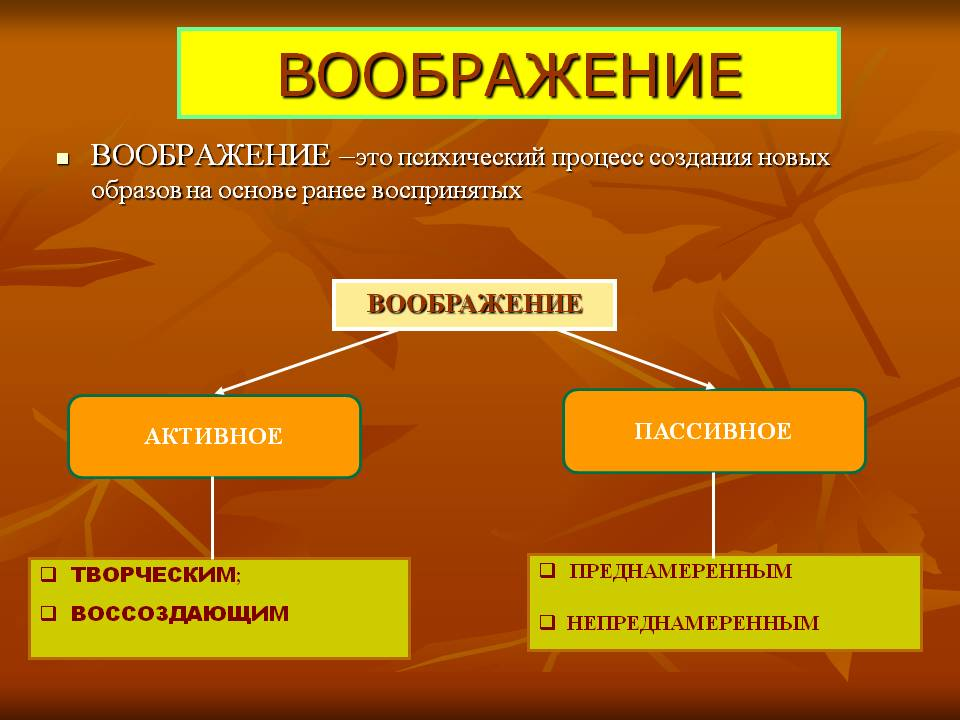 ВООБРАЖЕНИЕ
ВООБРАЖЕНИЕ –это психический процесс создания новых
образов на основе ранее воспринятых
ВООБРАЖЕНИЕ
АКТИВНОЕ
ПАССИВНОЕ
ТВОРЧЕСКИМ;
ВОССОЗДАЮЩИМ
ПРЕДНАМЕРЕННЫМ
НЕПРЕДНАМЕРЕННЫМ